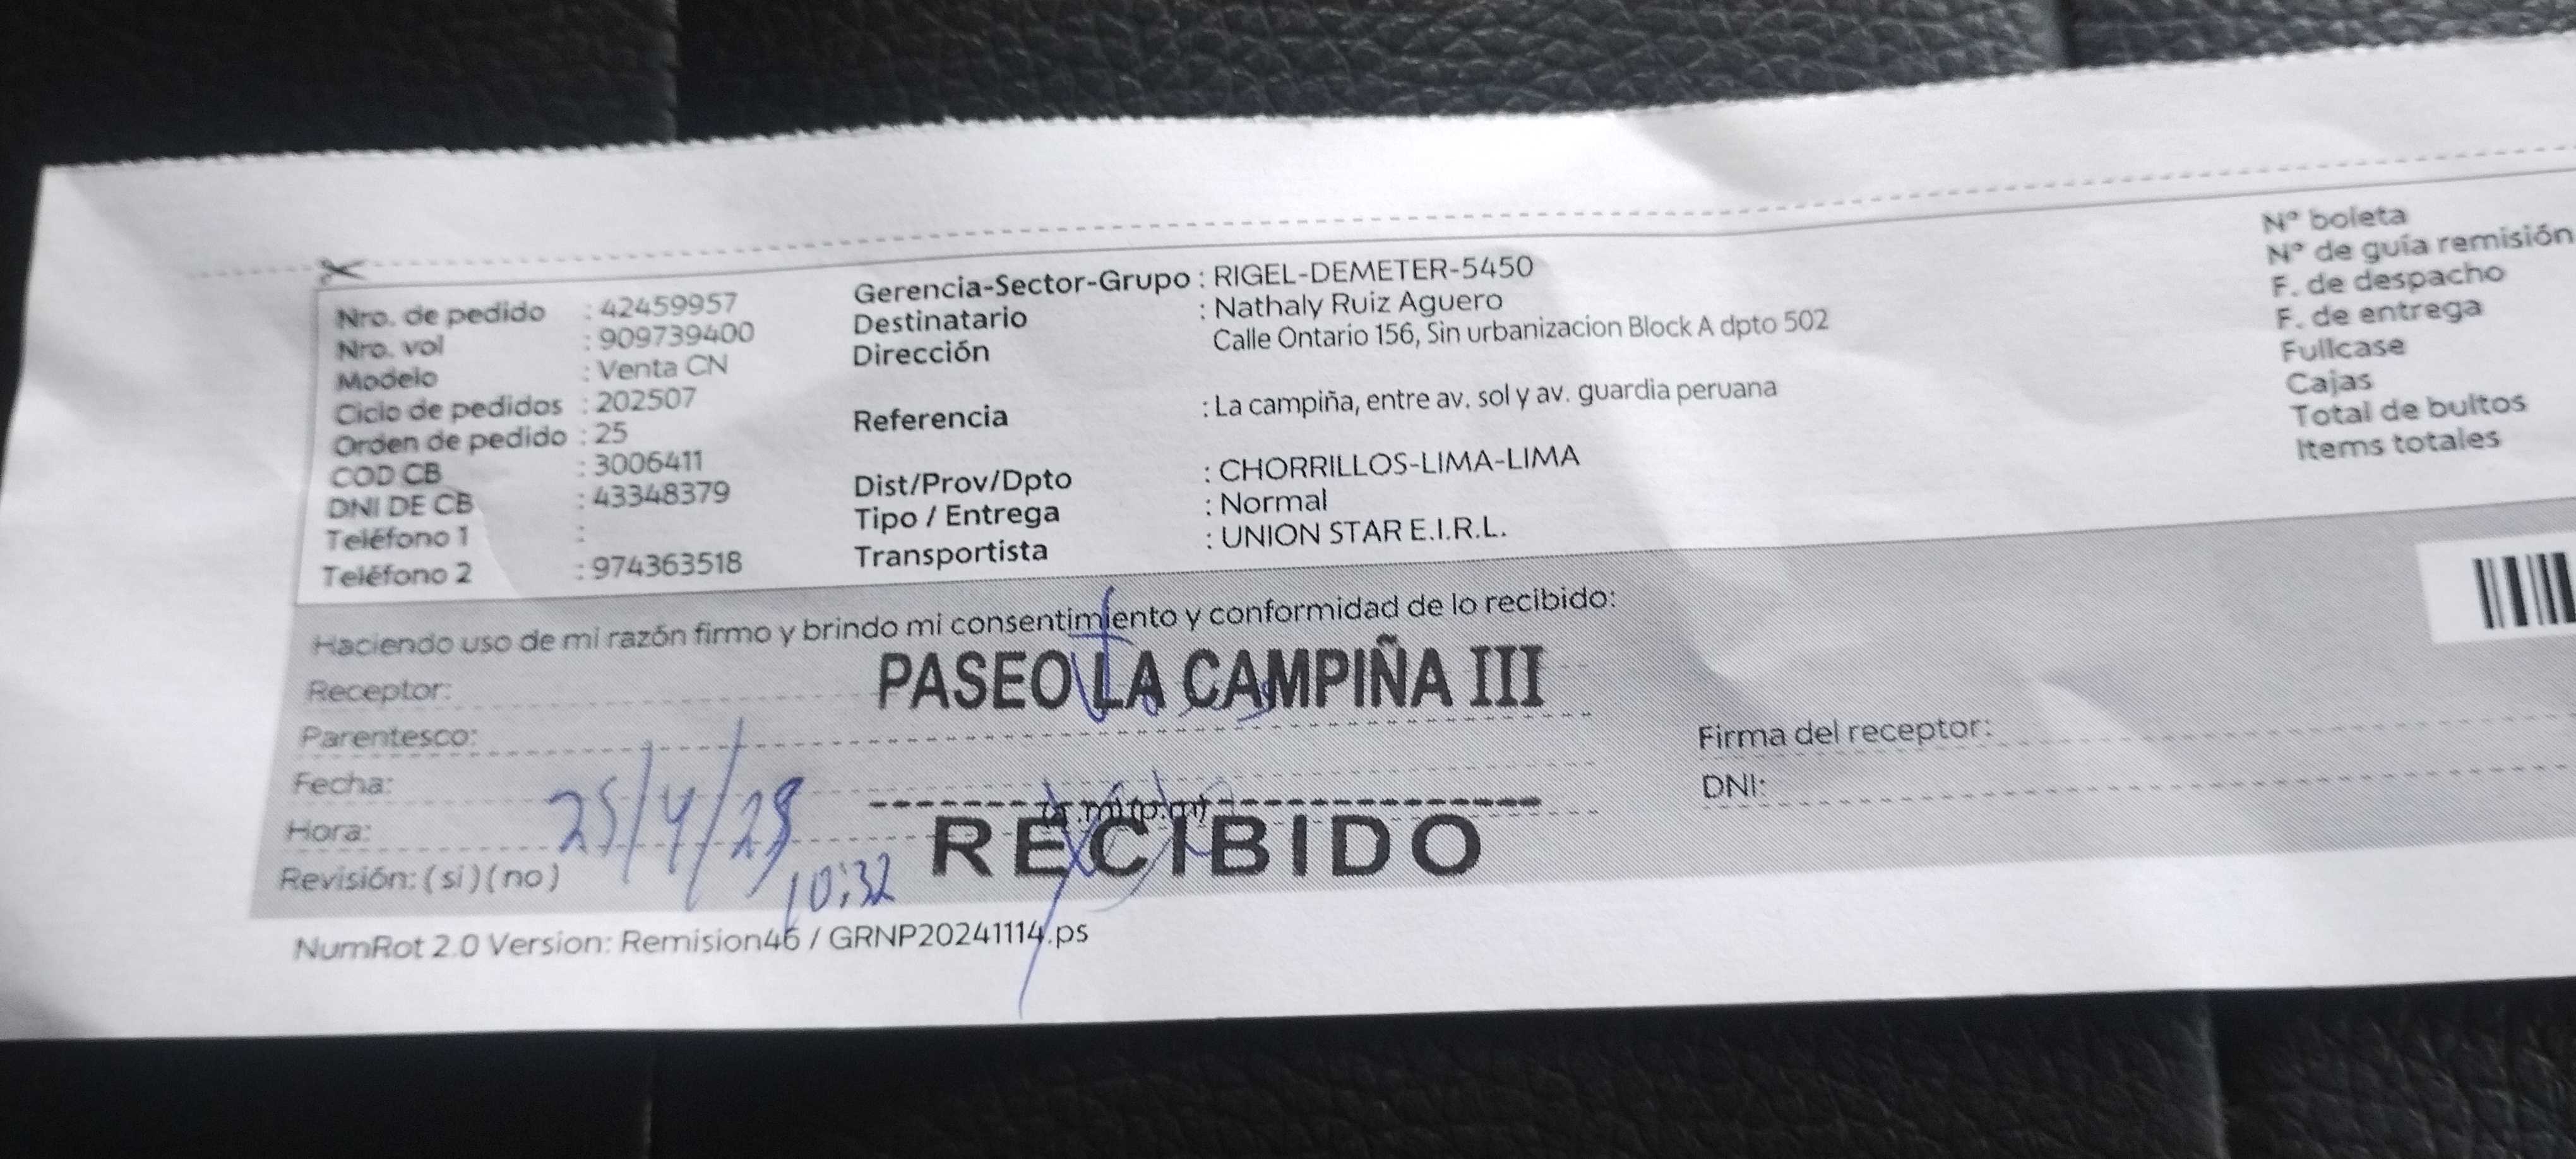 Nro. de pedido : 42459957
Nro. vol : 909739400
Modelo : Venta CN
Ciclo de pedidos : 202507
Orden de pedido : 25
COD CB : 3006411
DNI DE CB : 43348379
Teléfono 1 :
Teléfono 2 : 974363518
Gerencia-Sector-Grupo : RIGEL-DEMETER-5450
Destinatario : Nathaly Ruiz Aguero
Dirección Calle Ontario 156, Sin urbanizacion Block A dpto 502
Referencia : La campiña, entre av. sol y av. guardia peruana
Dist/Prov/Dpto : CHORRILLOS-LIMA-LIMA
Tipo / Entrega : Normal
Transportista : UNION STAR E.I.R.L.
Nº boleta
Nº de guía remisión
F. de despacho
F. de entrega
Fullcase
Cajas
Total de bultos
Items totales
Haciendo uso de mi razón firmo y brindo mi consentimiento y conformidad de lo recibido:
Receptor:
PASEO LA CAMPIÑA III
Parentesco:
Firma del receptor:
Fecha:
DNI:
Hora:
RECIBIDO
Revisión: ( si ) ( no )
10:32
NumRot 2.0 Version: Remision46 / GRNP20241114.ps